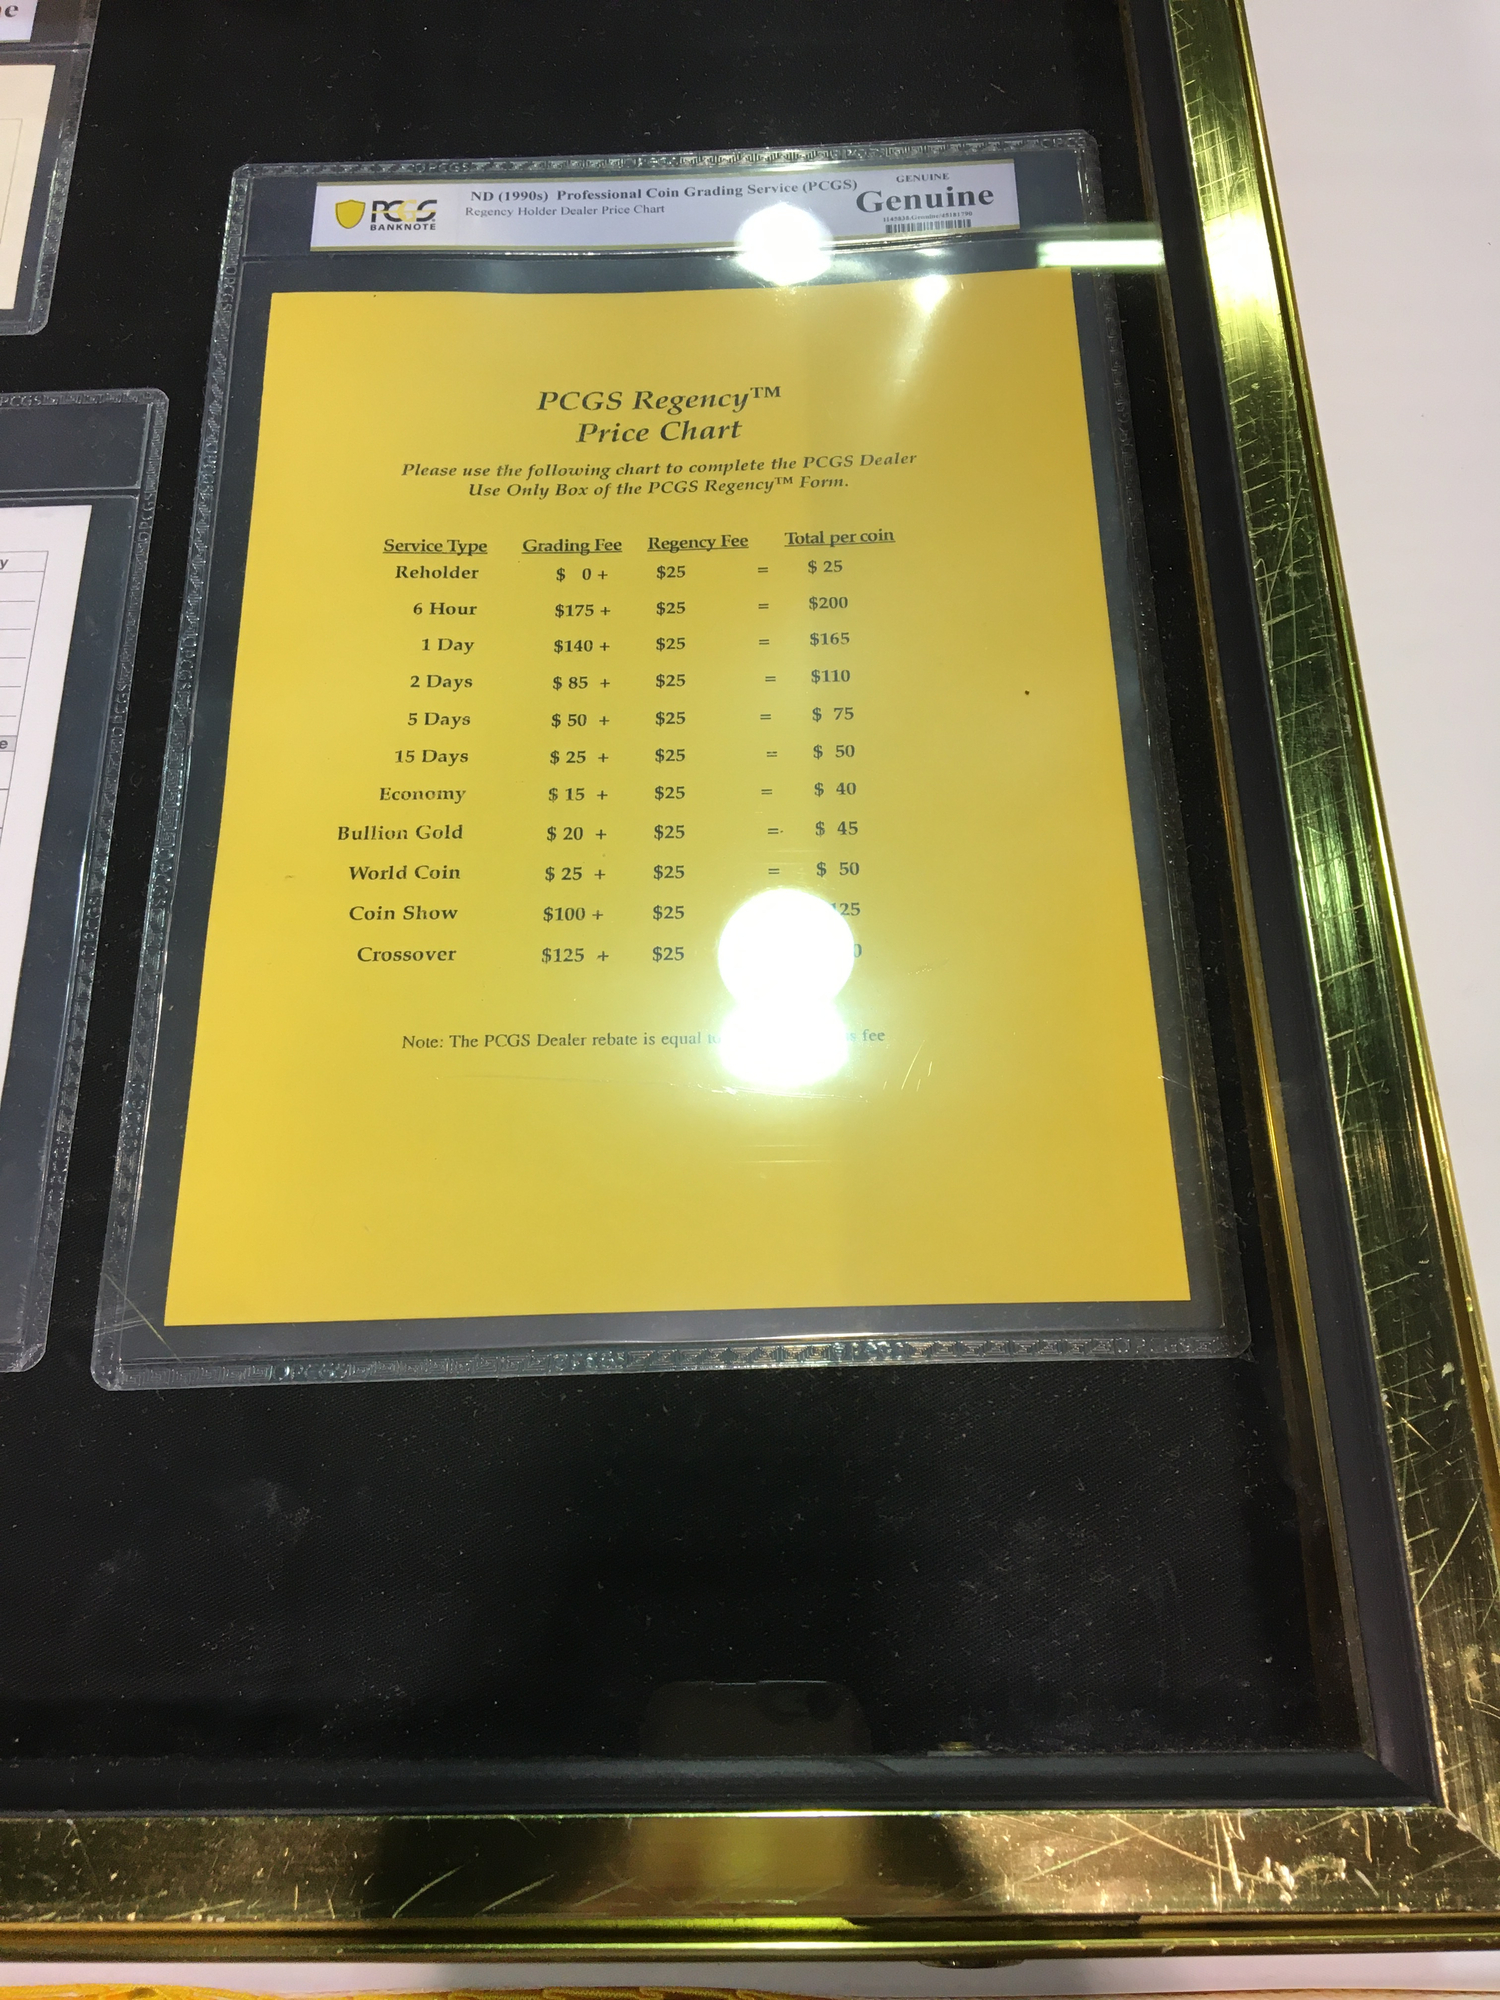 PCGS
BANKNOTE
ND (1990s) Professional Coin Grading Service (PCGS)
Regency Holder Dealer Price Chart
GENUINE
Genuine
PCGS Regency™
Price Chart
Please use the following chart to complete the PCGS Dealer
Use Only Box of the PCGS Regency™ Form.
Service Type Grading Fee Regency Fee Total per coin
Reholder $ 0 + $25 = $ 25
6 Hour $175 + $25 = $200
1 Day $140 + $25 = $165
2 Days $ 85 + $25 = $110
5 Days $ 50 + $25 = $ 75
15 Days $ 25 + $25 = $ 50
Economy $ 15 + $25 = $ 40
Bullion Gold $ 20 + $25 = $ 45
World Coin $ 25 + $25 = $ 50
Coin Show $100 + $25
Crossover $125 + $25
Note: The PCGS Dealer rebate is equal fee